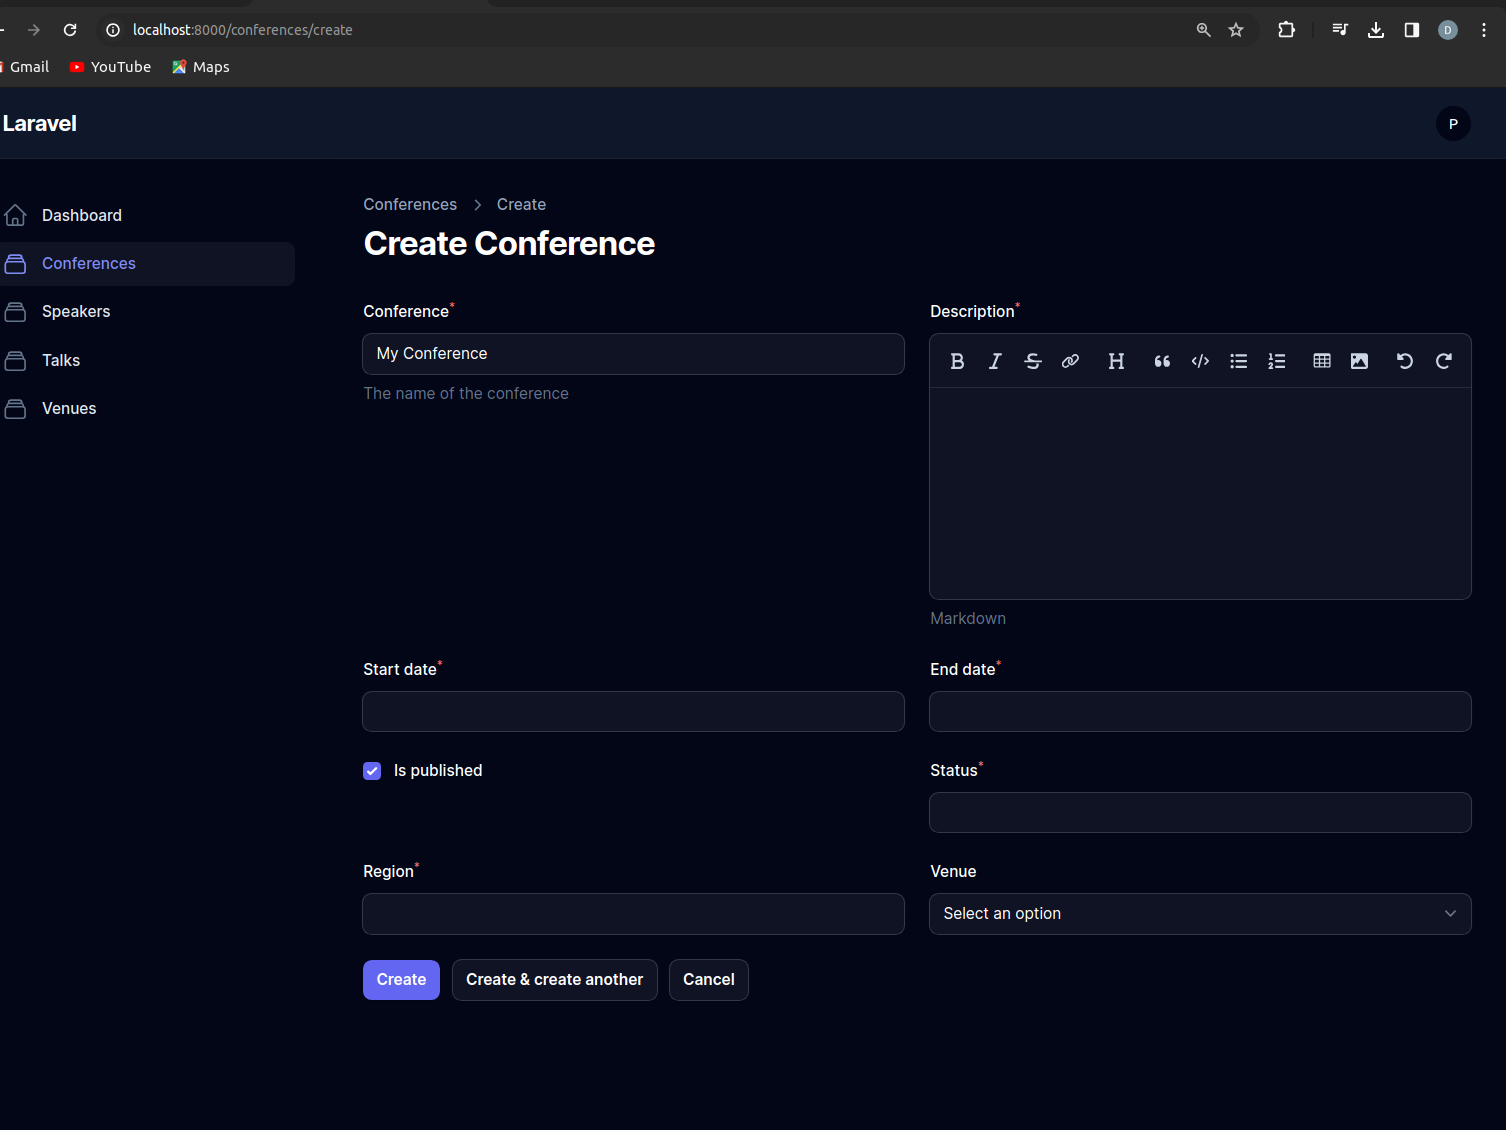 localhost:8000/conferences/create
D
Gmail YouTube Maps
Laravel
P
Dashboard
Conferences
Speakers
Talks
Venues
Conferences > Create
Create Conference
Conference*
My Conference
The name of the conference
Description*
Markdown
Start date*
End date*
Is published
Status*
Region*
Venue
Select an option
Create
Create & create another
Cancel